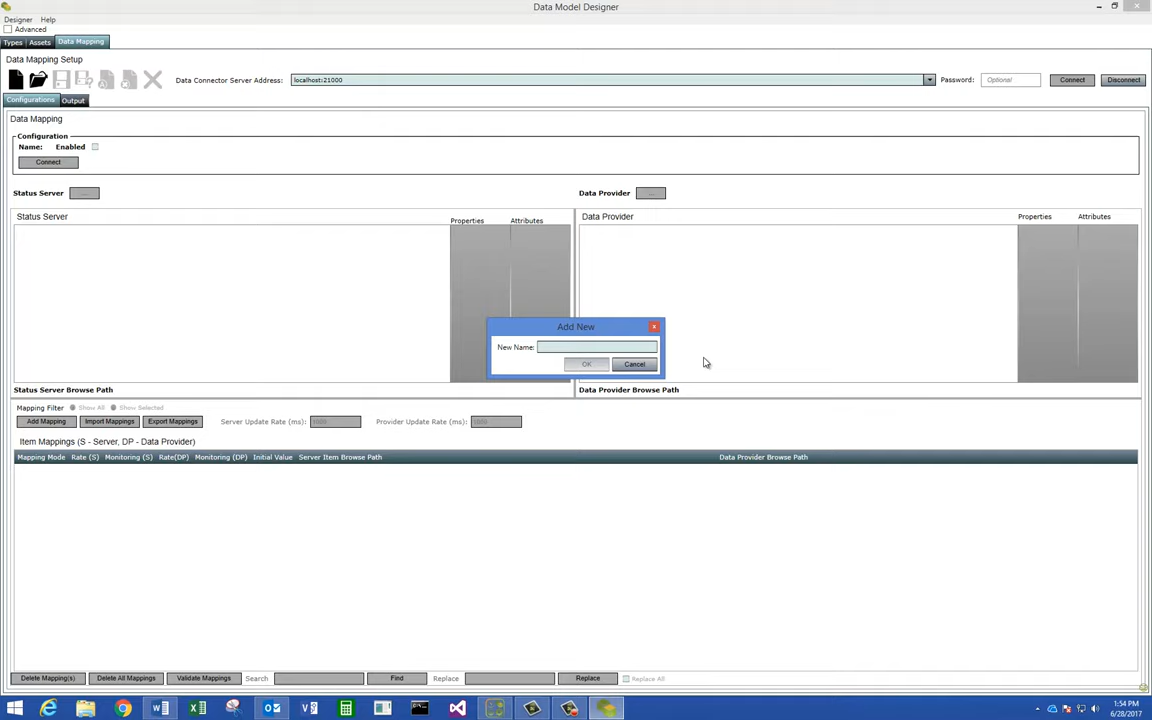 Data Model Designer
Designer Help
Advanced
Types Assets Data Mapping
Data Mapping Setup
Data Connector Server Address: localhost:21000 Password: Optional Connect Disconnect
Configurations Output
Data Mapping
Configuration
Name: Enabled
Connect
Status Server ... Data Provider ...
Status Server Properties Attributes Data Provider Properties Attributes
Add New
New Name:
OK Cancel
Status Server Browse Path Data Provider Browse Path
Mapping Filter Show All Show Selected
Add Mapping Import Mappings Export Mappings Server Update Rate (ms): 1000 Provider Update Rate (ms): 1000
Item Mappings (S - Server, DP - Data Provider)
Mapping Mode Rate (S) Monitoring (S) Rate(DP) Monitoring (DP) Initial Value Server Item Browse Path Data Provider Browse Path
Delete Mapping(s) Delete All Mappings Validate Mappings Search Find Replace Replace Replace All
1:54 PM
6/28/2017